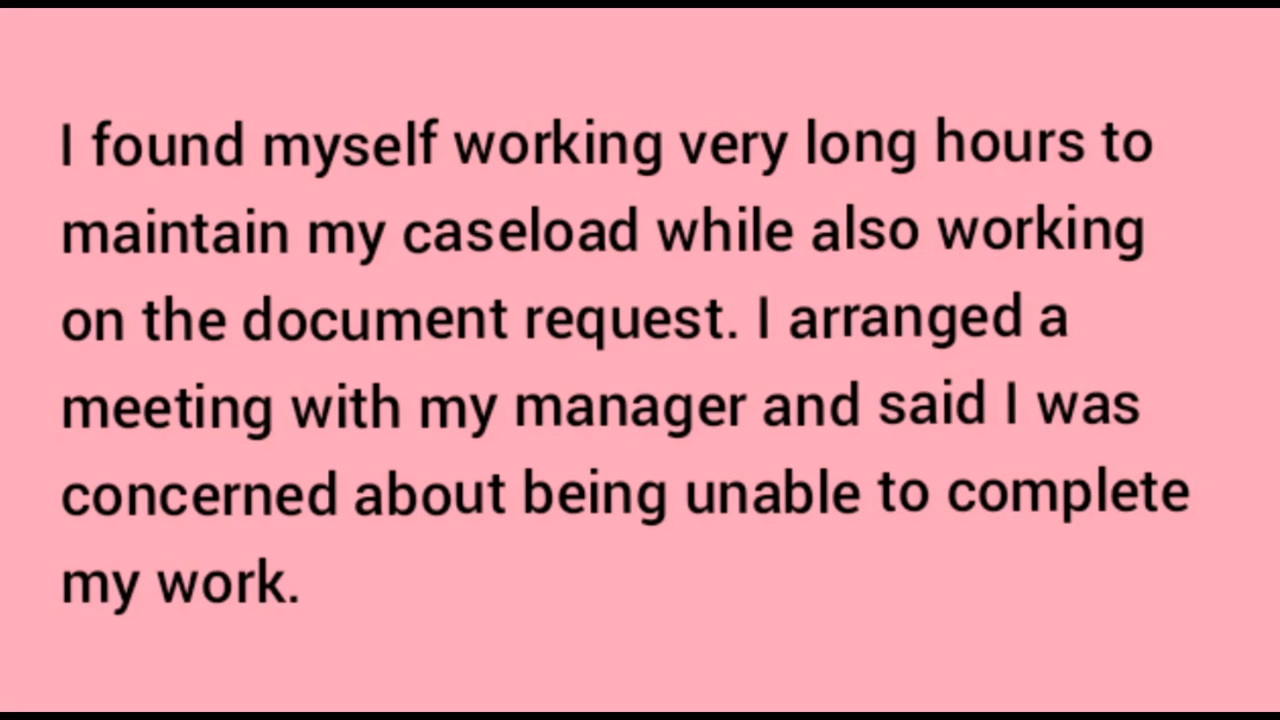 I found myself working very long hours to
maintain my caseload while also working
on the document request. I arranged a
meeting with my manager and said I was
concerned about being unable to complete
my work.